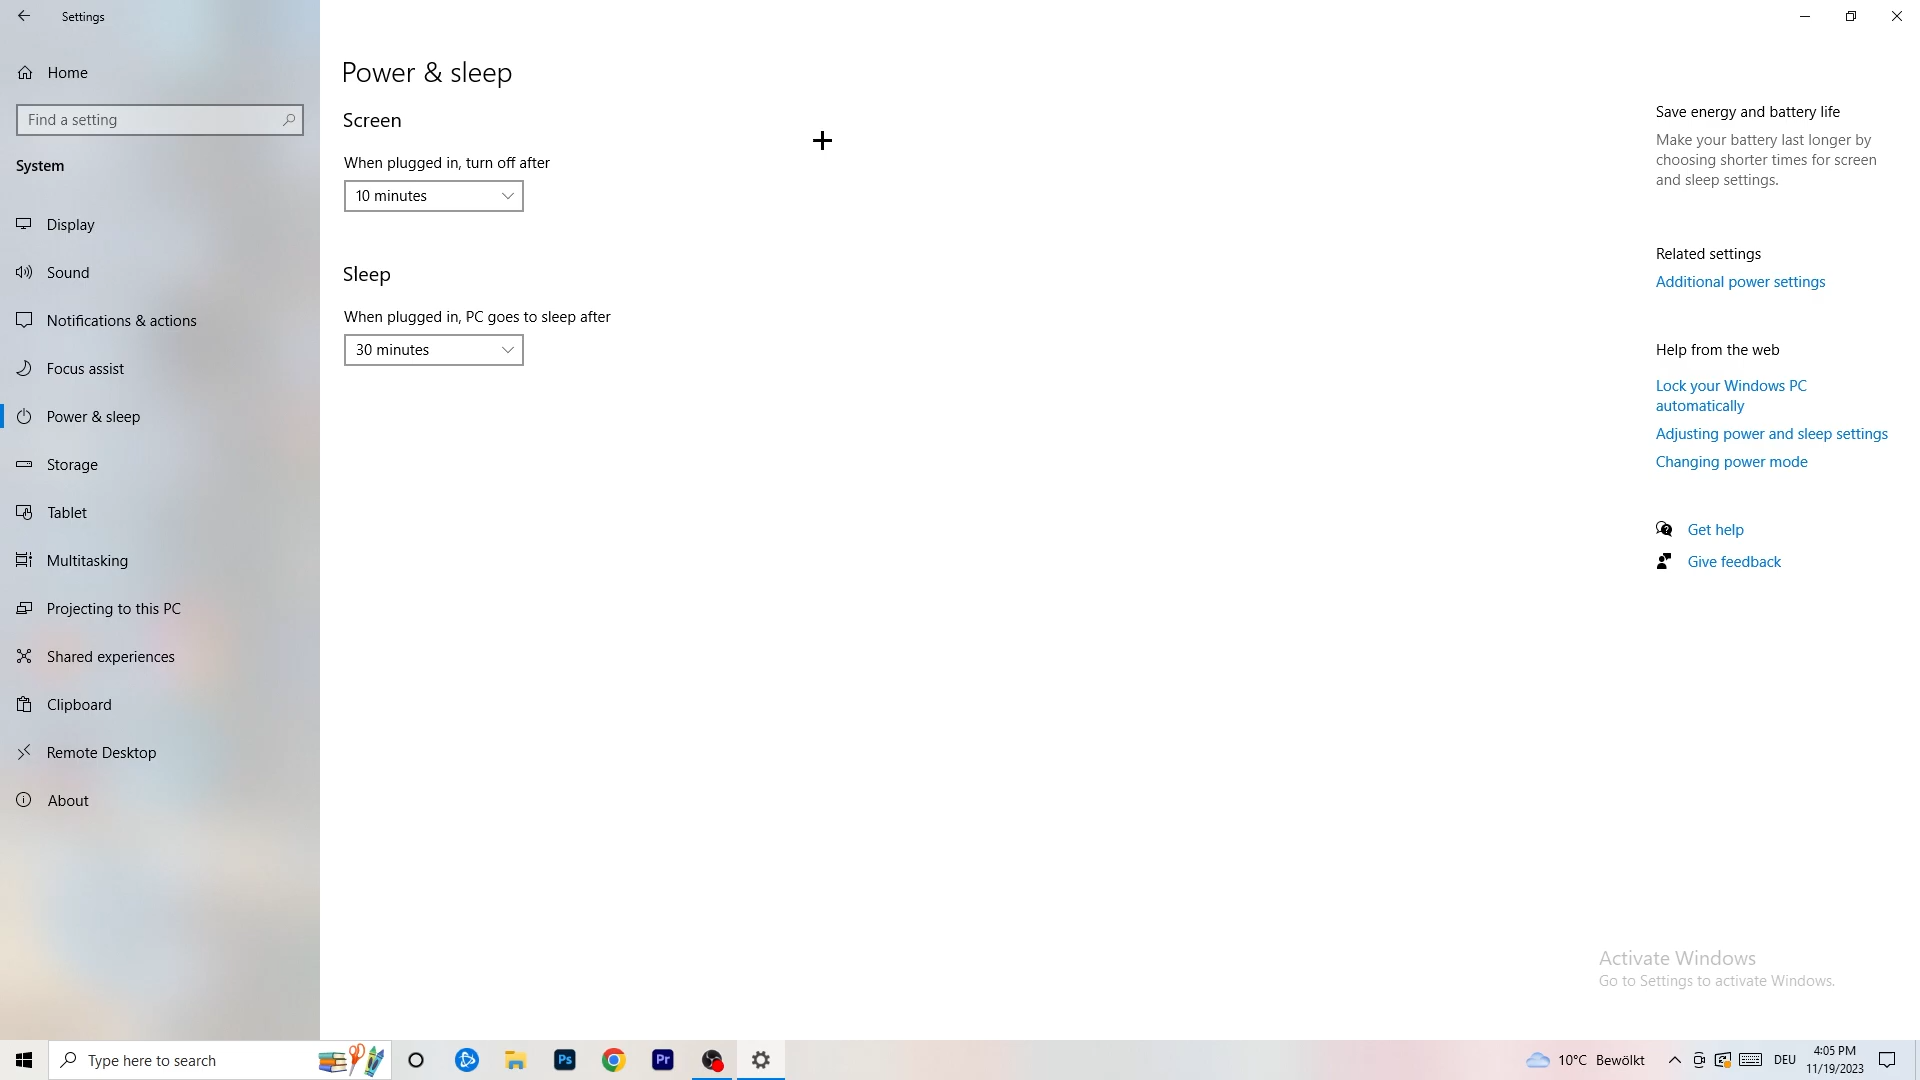 Settings
Home
Find a setting
System
Display
Sound
Notifications & actions
Focus assist
Power & sleep
Storage
Tablet
Multitasking
Projecting to this PC
Shared experiences
Clipboard
Remote Desktop
About
Power & sleep
Screen
When plugged in, turn off after
10 minutes
Sleep
When plugged in, PC goes to sleep after
30 minutes
Save energy and battery life
Make your battery last longer by
choosing shorter times for screen
and sleep settings.
Related settings
Additional power settings
Help from the web
Lock your Windows PC
automatically
Adjusting power and sleep settings
Changing power mode
Get help
Give feedback
Activate Windows
Go to Settings to activate Windows.
Type here to search
Ps
Pr
10°C Bewölkt
DEU
4:05 PM
11/19/2023